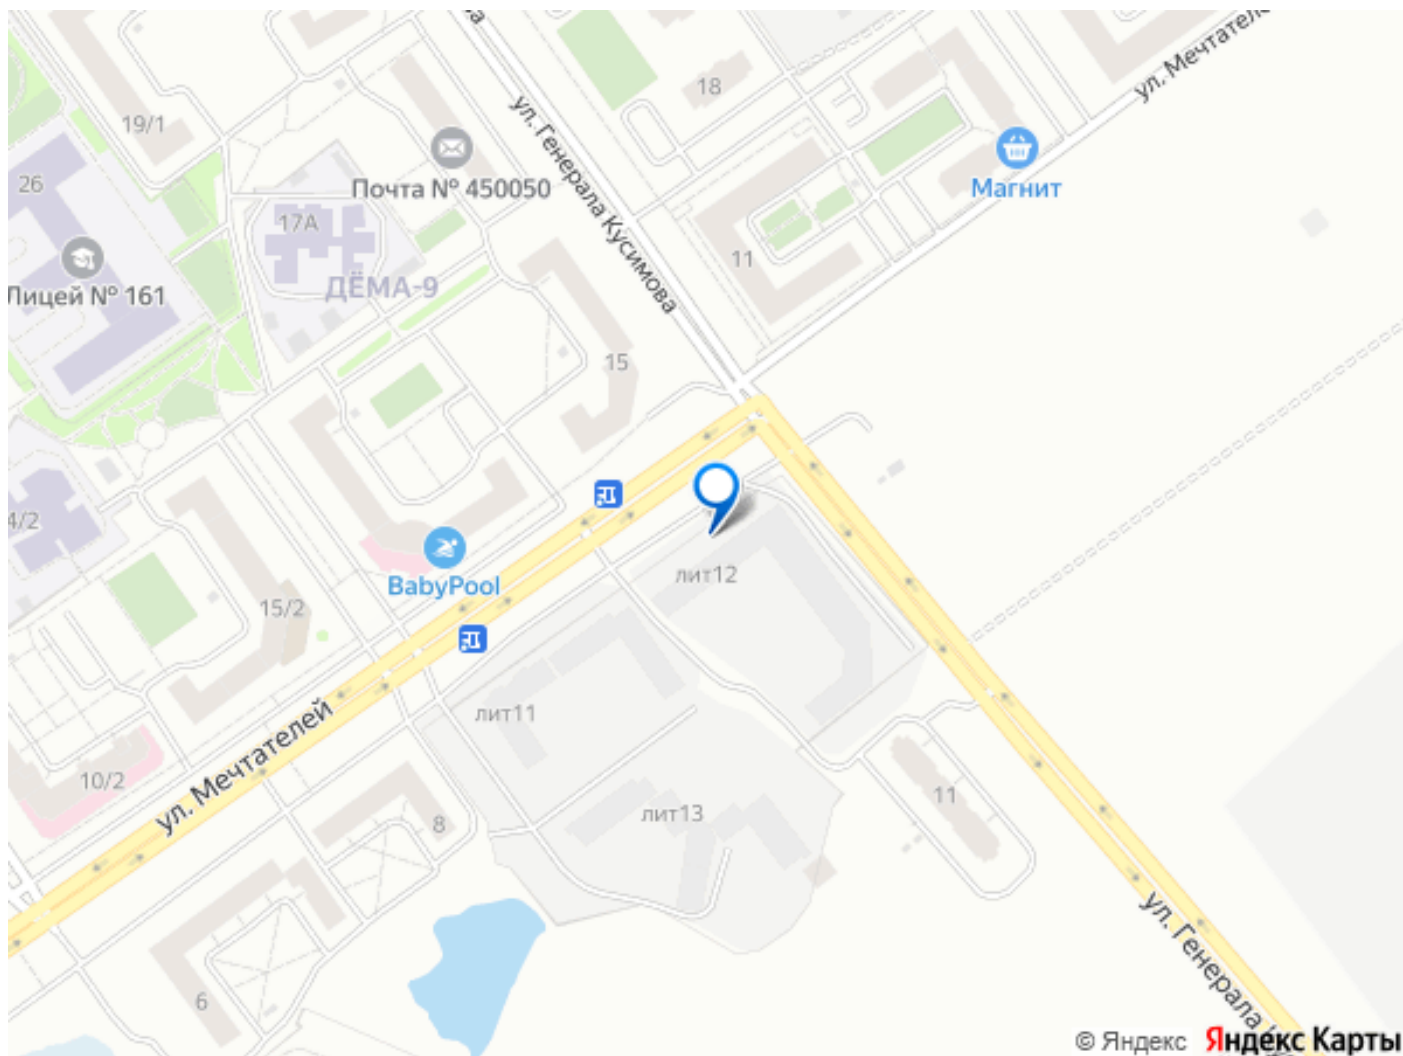 ул. Генерала Кусимова
18
ул. Мечтател
19/1
Почта № 450050
Магнит
26
17А
11
Лицей № 161
ДЁМА-9
15
4/2
BabyPool
15/2
лит12
лит11
ул. Мечтателей
10/2
8
лит13
11
6
ул. Генерала
© Яндекс Яндекс Карты